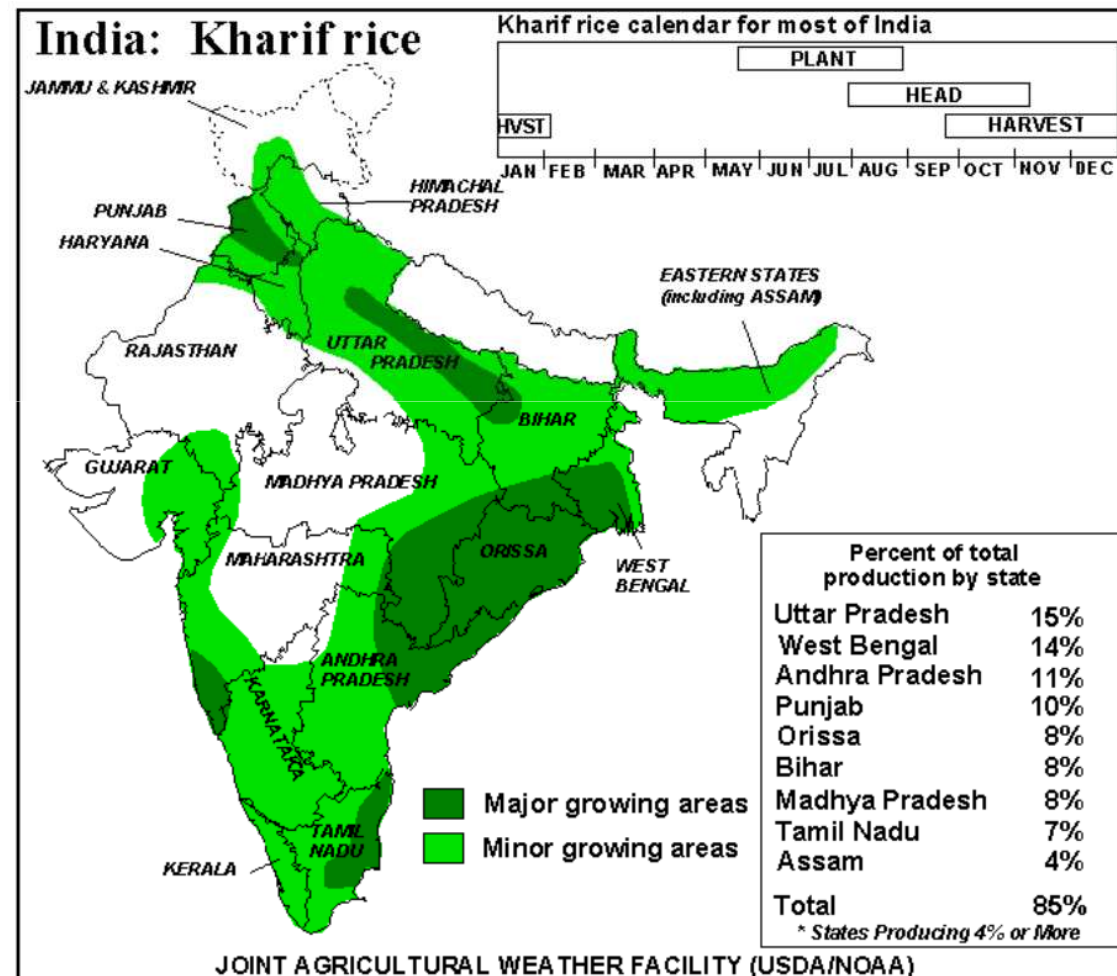 India: Kharif rice
Kharif rice calendar for most of India
PLANT
HEAD
HVST
HARVEST
JAN FEB MAR APR MAY JUN JUL AUG SEP OCT NOV DEC
JAMMU & KASHMIR
HIMACHAL
PRADESH
PUNJAB
HARYANA
EASTERN STATES
(including ASSAM)
RAJASTHAN
UTTAR
PRADESH
BIHAR
GUJARAT
MADHYA PRADESH
MAHARASHTRA
ORISSA
WEST
BENGAL
ANDHRA
PRADESH
KARNATAKA
TAMIL
NADU
KERALA
Major growing areas
Minor growing areas
Percent of total
production by state
Uttar Pradesh 15%
West Bengal 14%
Andhra Pradesh 11%
Punjab 10%
Orissa 8%
Bihar 8%
Madhya Pradesh 8%
Tamil Nadu 7%
Assam 4%
Total 85%
* States Producing 4% or More
JOINT AGRICULTURAL WEATHER FACILITY (USDA/NOAA)